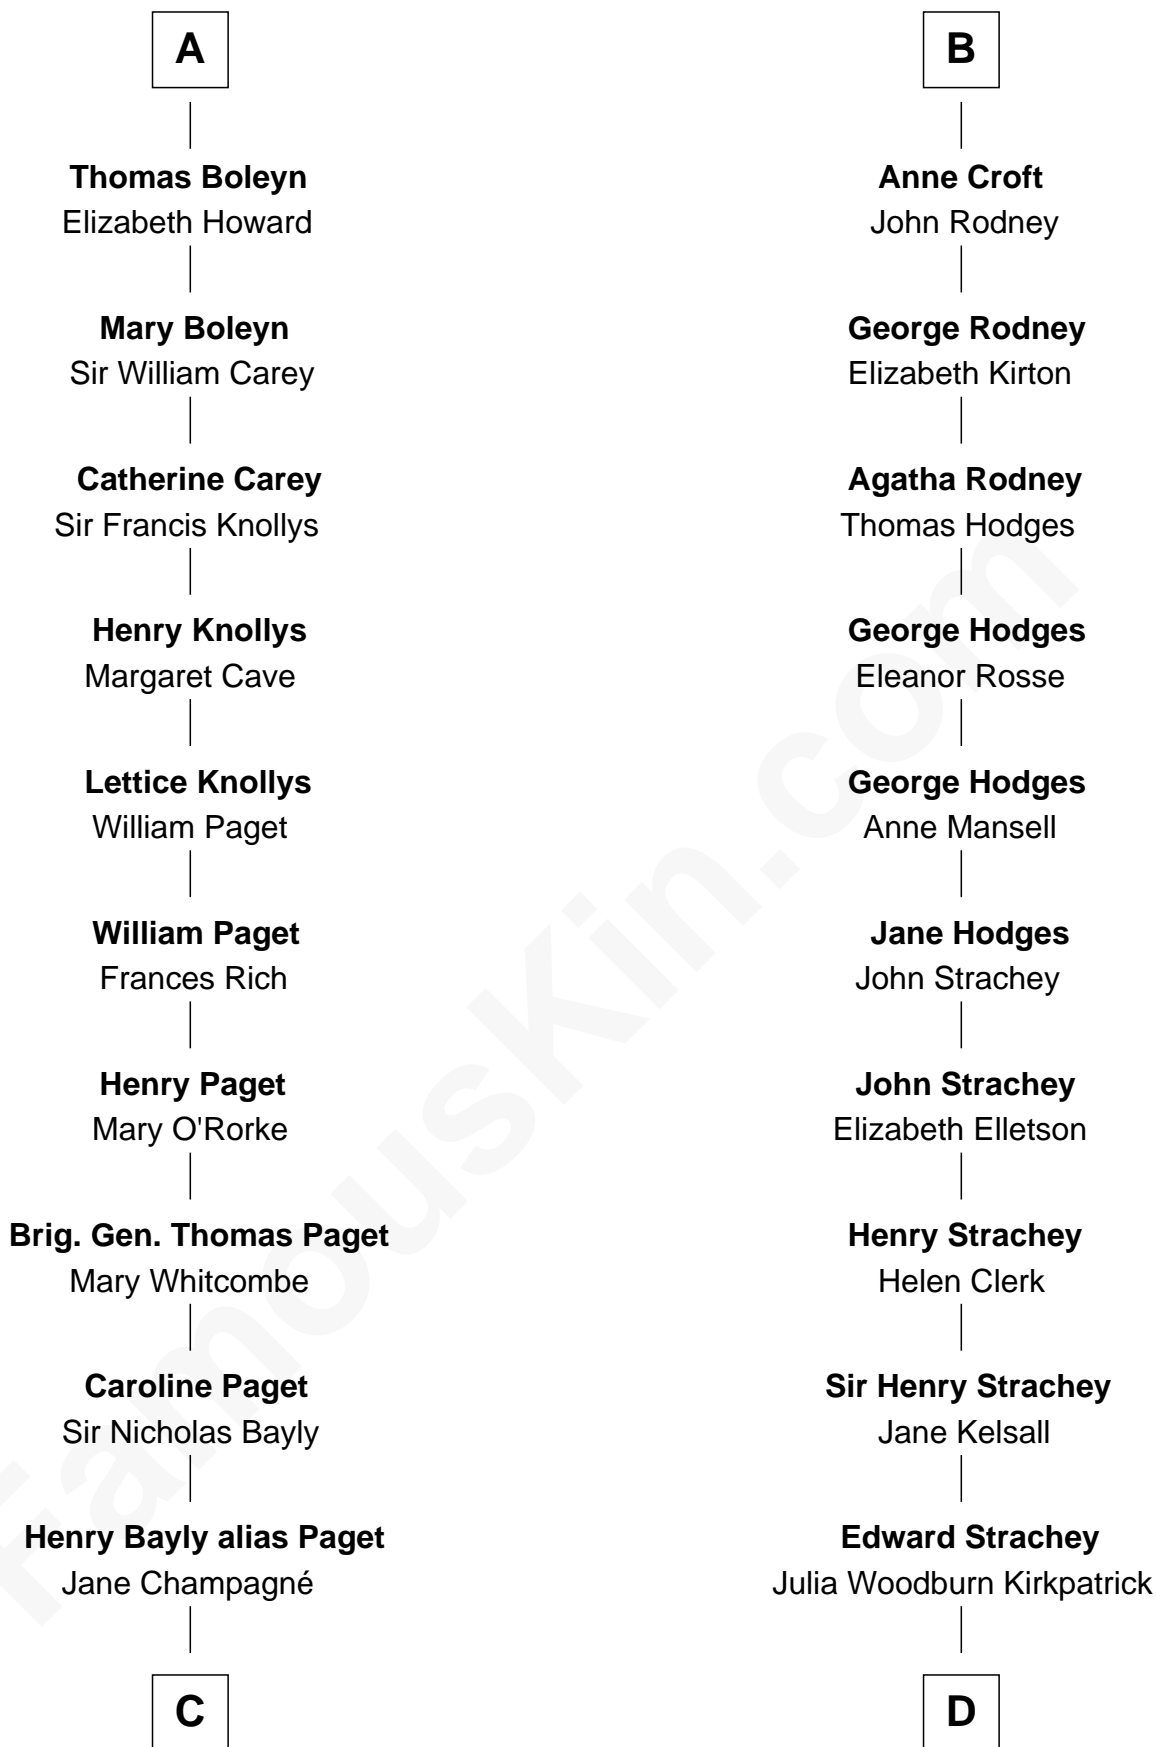 A
Thomas Boleyn
Elizabeth Howard
Mary Boleyn
Sir William Carey
Catherine Carey
Sir Francis Knollys
Henry Knollys
Margaret Cave
Lettice Knollys
William Paget
William Paget
Frances Rich
Henry Paget
Mary O'Rorke
Brig. Gen. Thomas Paget
Mary Whitcombe
Caroline Paget
Sir Nicholas Bayly
Henry Bayly alias Paget
Jane Champagné
C
B
Anne Croft
John Rodney
George Rodney
Elizabeth Kirton
Agatha Rodney
Thomas Hodges
George Hodges
Eleanor Rosse
George Hodges
Anne Mansell
Jane Hodges
John Strachey
John Strachey
Elizabeth Elletson
Henry Strachey
Helen Clerk
Sir Henry Strachey
Jane Kelsall
Edward Strachey
Julia Woodburn Kirkpatrick
D
FamousKin.com